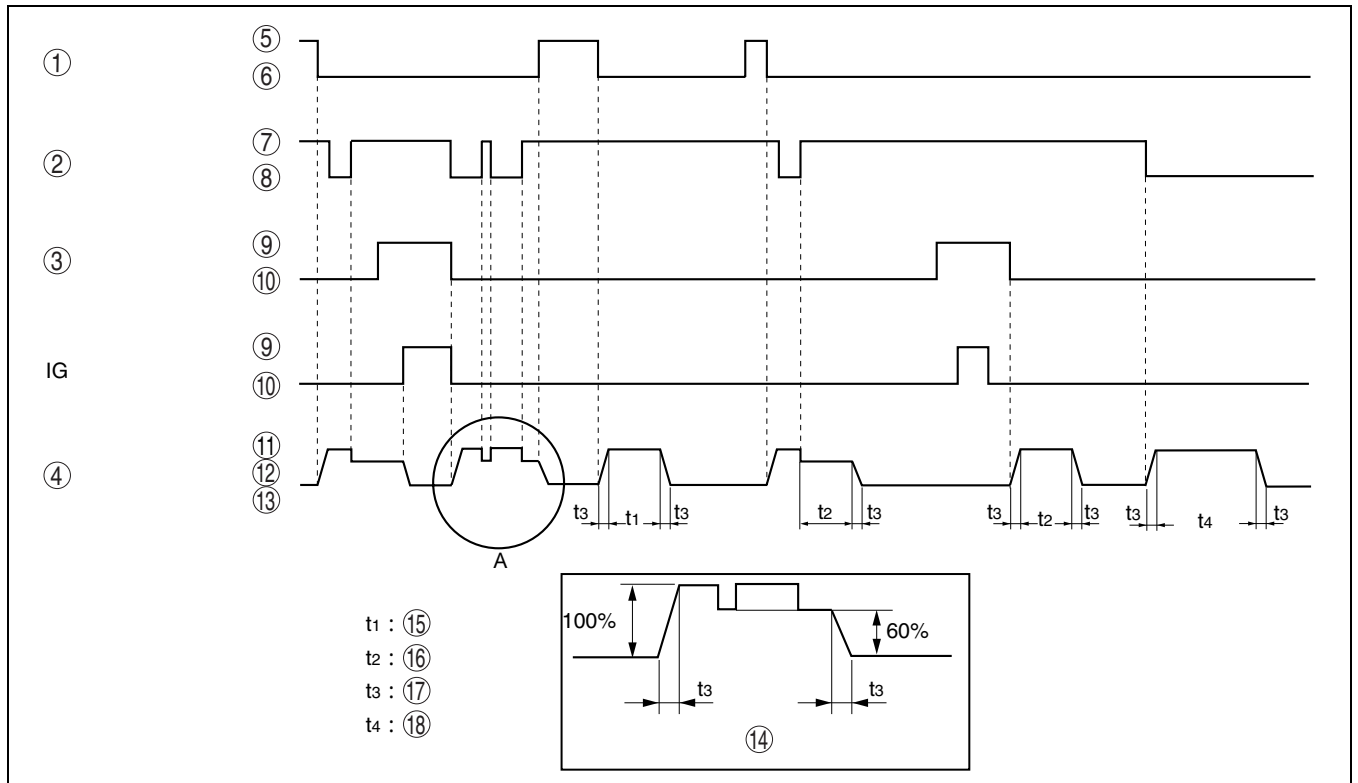 ⑤
①
⑥
⑦
②
⑧
⑨
③
⑩
⑨
IG
⑩
⑪
④ ⑫
⑬
t3 t1 t3 t2 t3 t3 t2 t3 t3 t4 t3
A
100% 60%
t1 : ⑮
t2 : ⑯
t3 : ⑰
t4 : ⑱
t3 t3
⑭